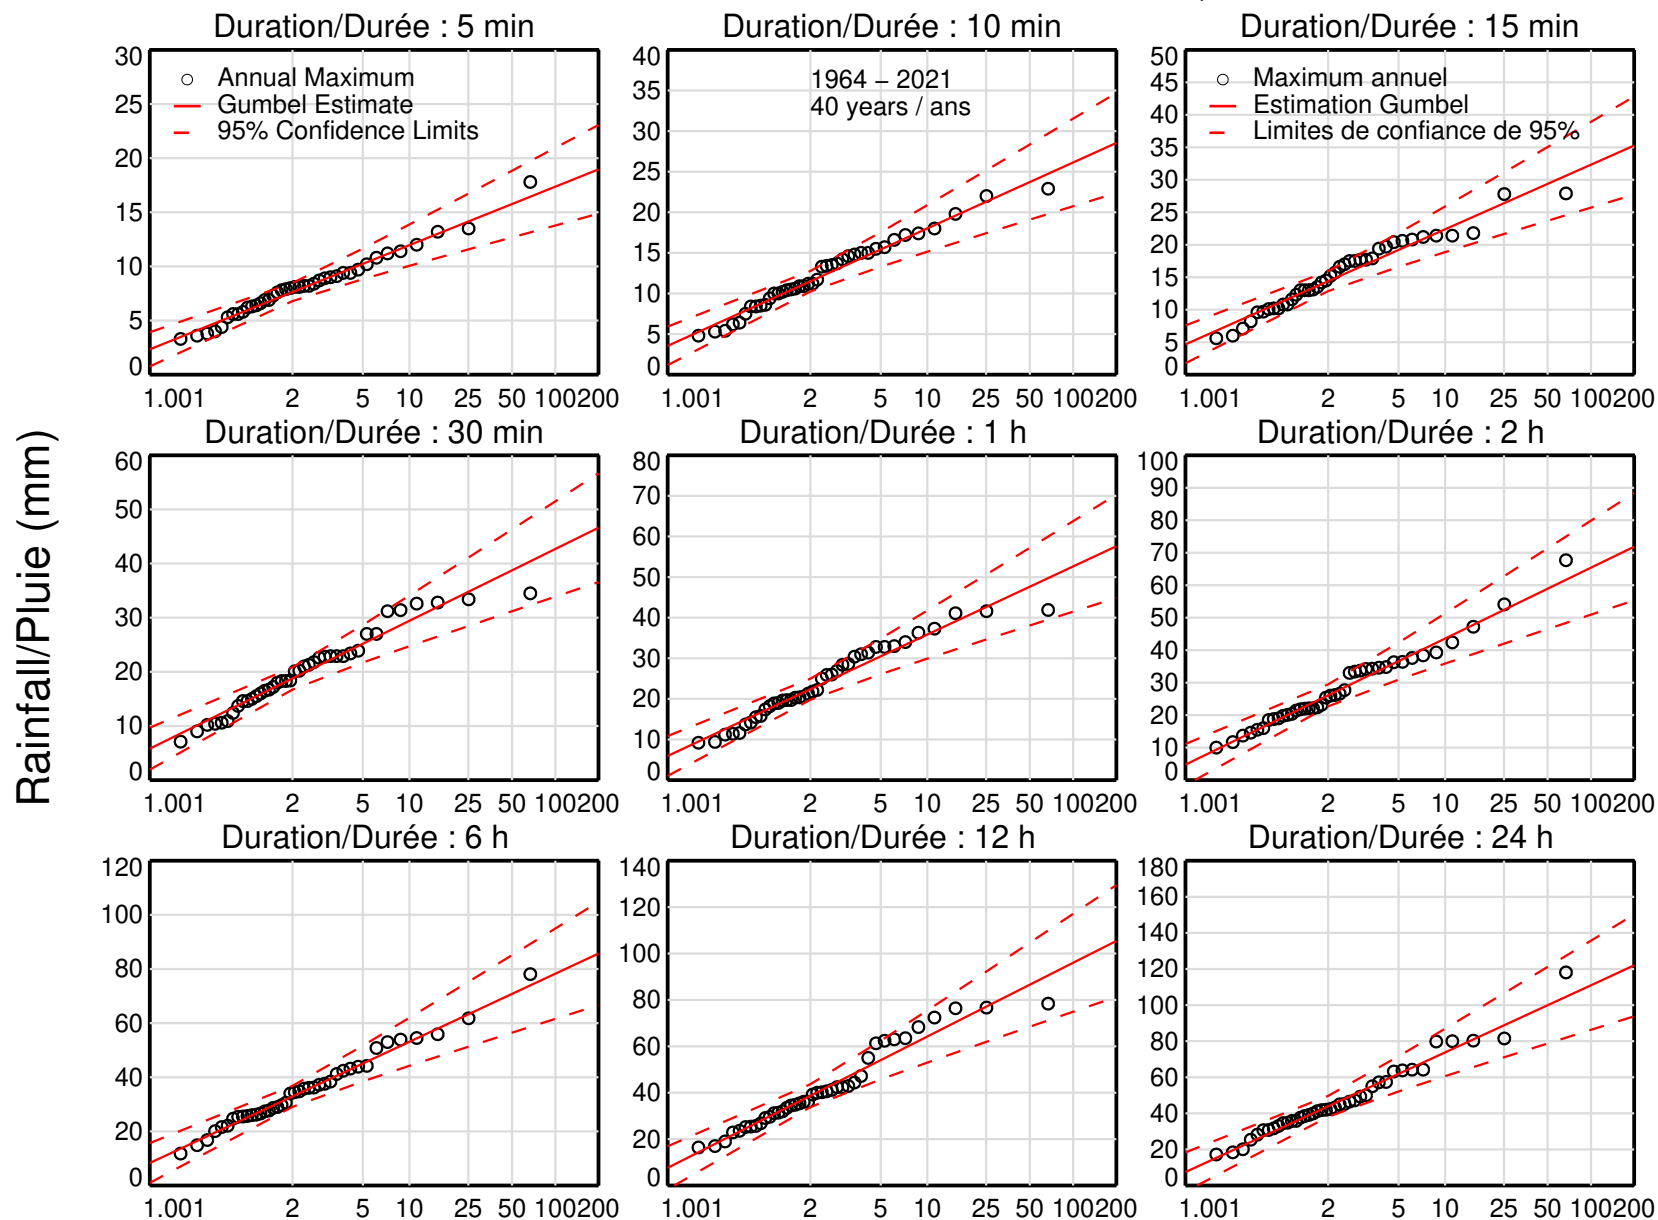 Duration/Durée : 5 min
Duration/Durée : 10 min
Duration/Durée : 15 min
30
25
20
15
10
5
0
Annual Maximum
Gumbel Estimate
95% Confidence Limits
1.001 2 5 10 25 50 100200
40
35
30
25
20
15
10
5
0
1964 – 2021
40 years / ans
1.001 2 5 10 25 50 100200
50
45
40
35
30
25
20
15
10
5
0
Maximum annuel
Estimation Gumbel
Limites de confiance de 95%
1.001 2 5 10 25 50 100200
Rainfall/Pluie (mm)
Duration/Durée : 30 min
Duration/Durée : 1 h
Duration/Durée : 2 h
60
50
40
30
20
10
0
1.001 2 5 10 25 50 100200
80
70
60
50
40
30
20
10
0
1.001 2 5 10 25 50 100200
100
90
80
70
60
50
40
30
20
10
0
1.001 2 5 10 25 50 100200
Duration/Durée : 6 h
Duration/Durée : 12 h
Duration/Durée : 24 h
120
100
80
60
40
20
0
1.001 2 5 10 25 50 100200
140
120
100
80
60
40
20
0
1.001 2 5 10 25 50 100200
180
160
140
120
100
80
60
40
20
0
1.001 2 5 10 25 50 100200